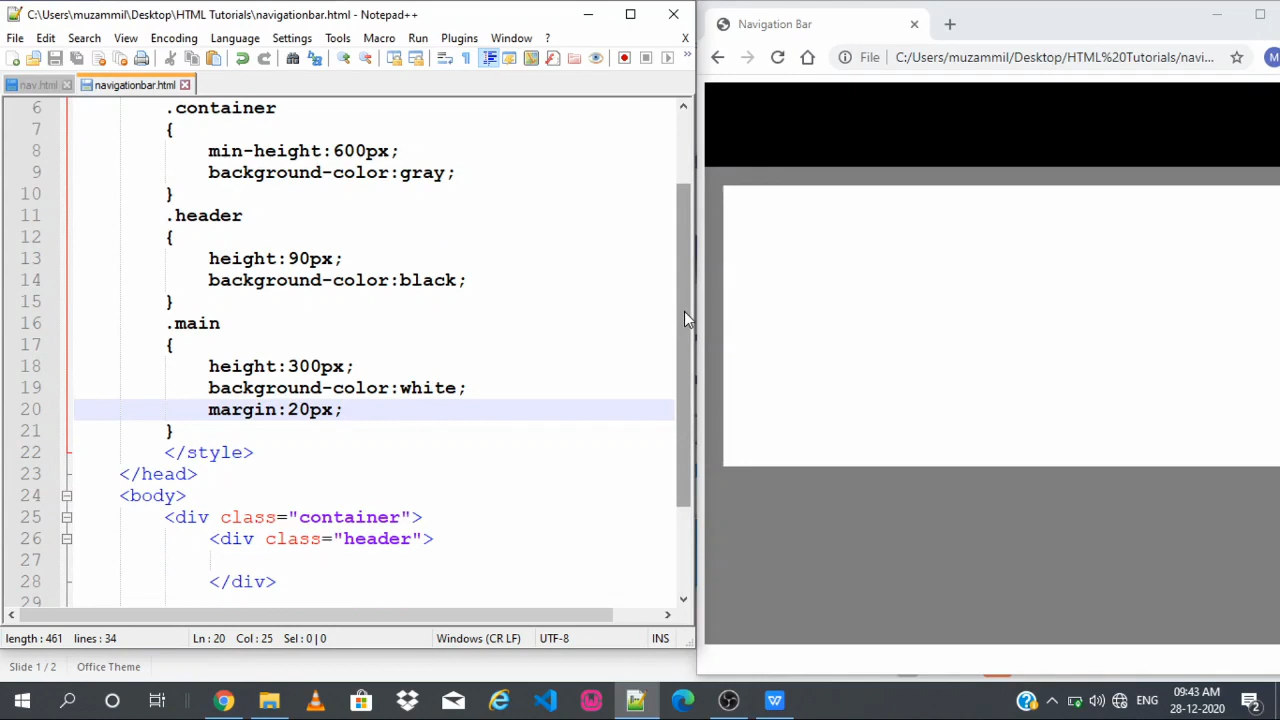 C:\Users\muzammil\Desktop\HTML Tutorials\navigationbar.html - Notepad++
File Edit Search View Encoding Language Settings Tools Macro Run Plugins Window ? X
nav.html navigationbar.html
6 .container
7 {
8 min-height:600px;
9 background-color:gray;
10 }
11 .header
12 {
13 height:90px;
14 background-color:black;
15 }
16 .main
17 {
18 height:300px;
19 background-color:white;
20 margin:20px;
21 }
22 </style>
23 </head>
24 <body>
25 <div class="container">
26 <div class="header">
27
28 </div>
29
length : 461 lines : 34 Ln : 20 Col : 25 Sel : 0 | 0 Windows (CR LF) UTF-8 INS
Slide 1 / 2 Office Theme
Navigation Bar
File C:/Users/muzammil/Desktop/HTML%20Tutorials/navi... M
ENG
09:43 AM
28-12-2020
2